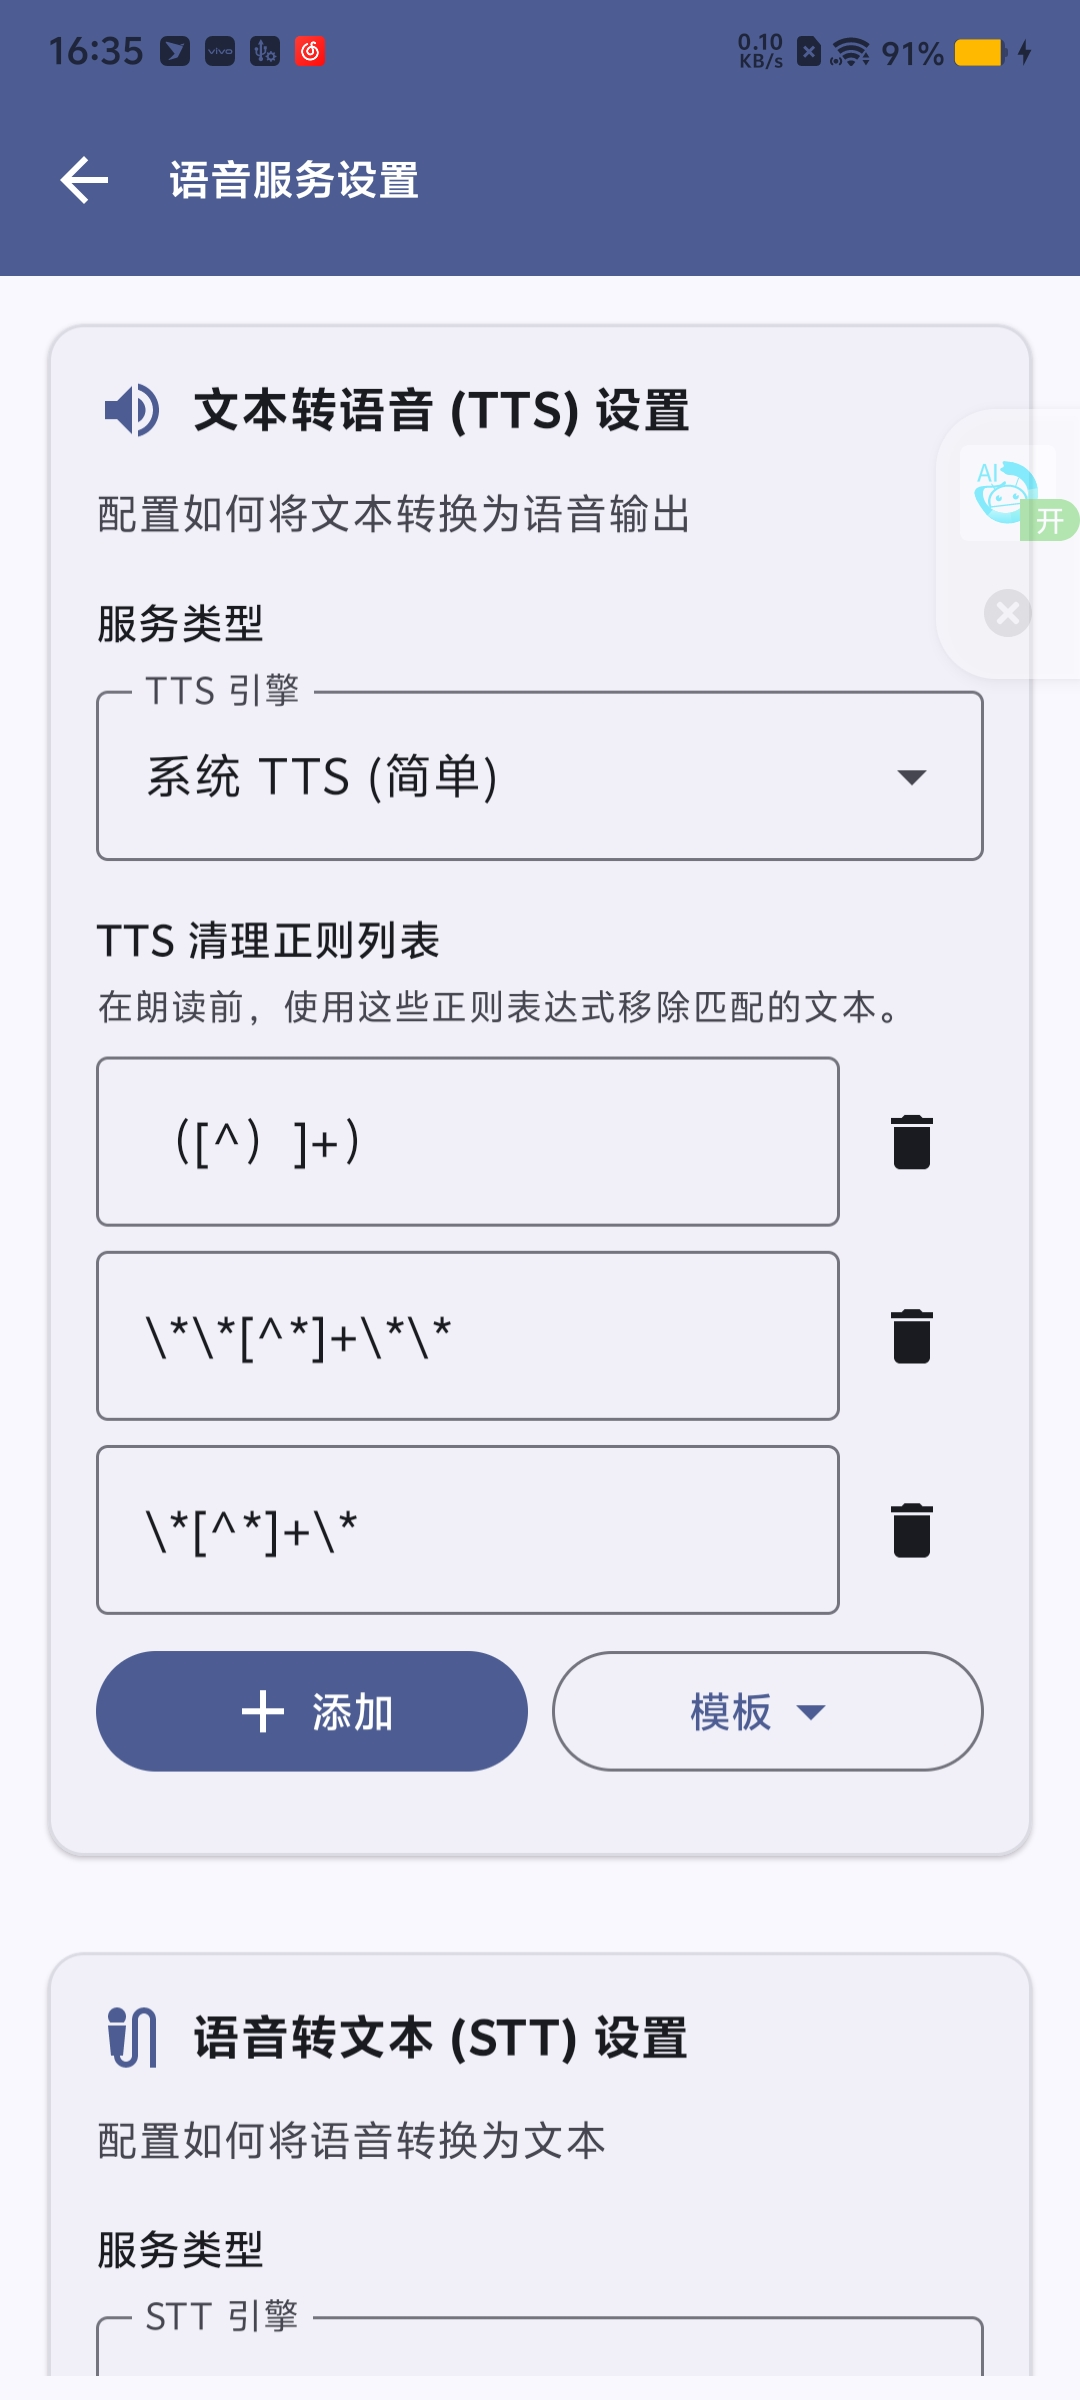 16:35
vivo
0.10 KB/s
91%
语音服务设置
文本转语音 (TTS) 设置
AI
开
配置如何将文本转换为语音输出
服务类型
TTS 引擎
系统 TTS (简单)
TTS 清理正则列表
在朗读前，使用这些正则表达式移除匹配的文本。
（[^）]+）
\*\*[^*]+\*\*
\*[^*]+\*
添加
模板
语音转文本 (STT) 设置
配置如何将语音转换为文本
服务类型
STT 引擎